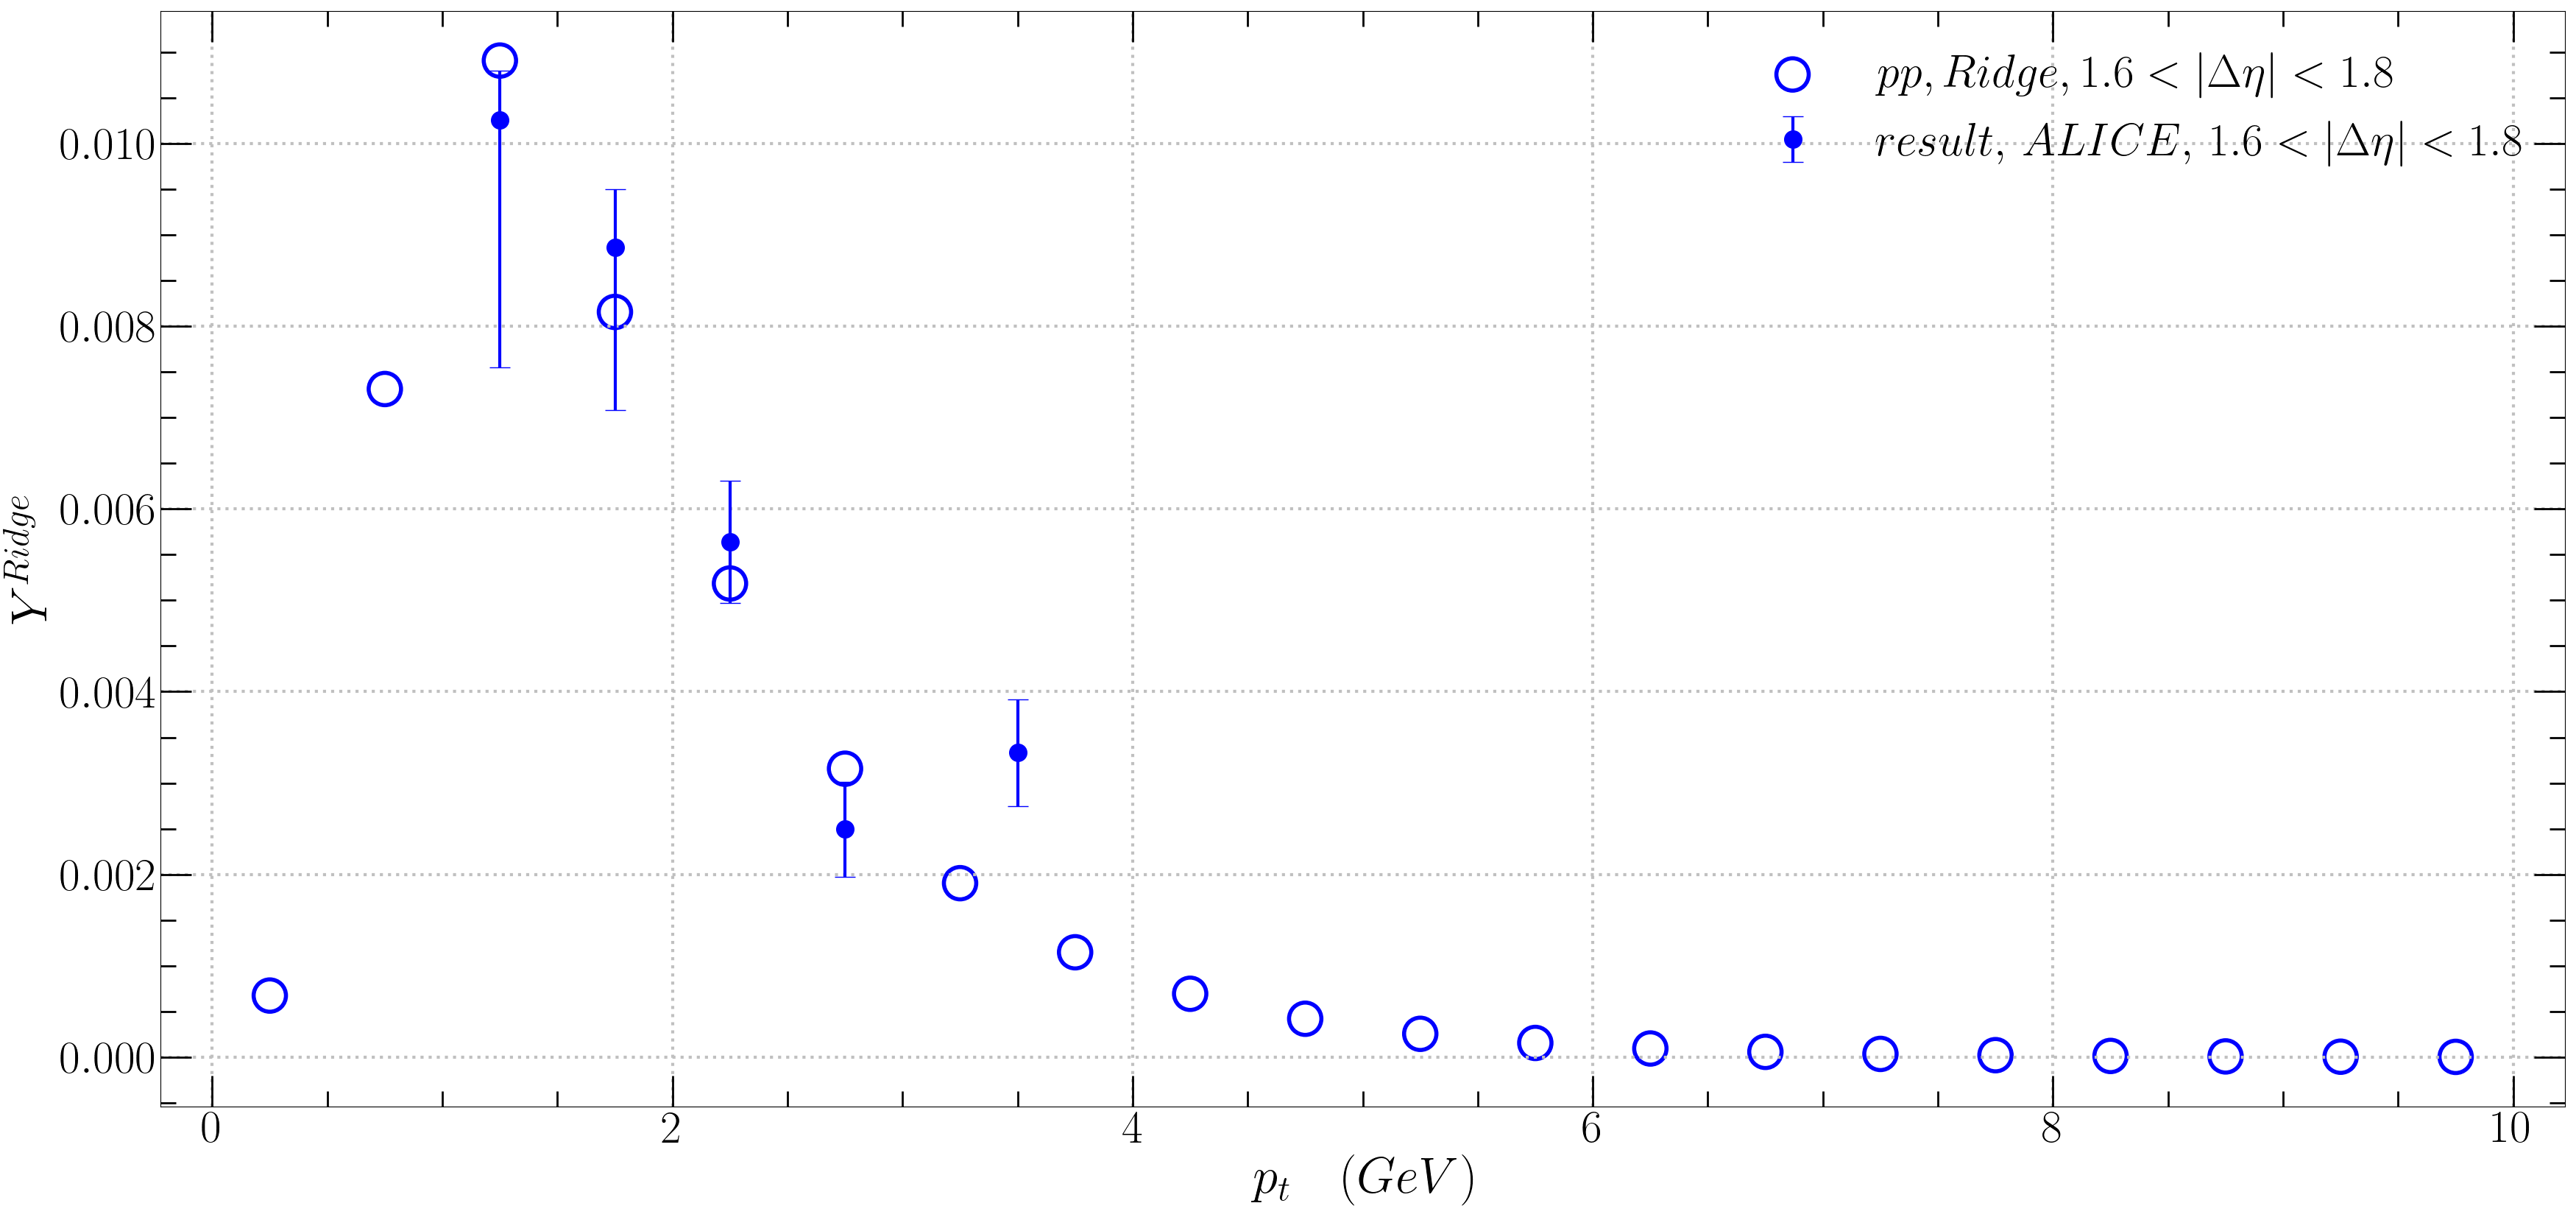 pp, Ridge, 1.6 < |Δη| < 1.8
result, ALICE, 1.6 < |Δη| < 1.8
0.010
0.008
0.006
0.004
0.002
0.000
Y^{Ridge}
0 2 4 6 8 10
p_t (GeV)